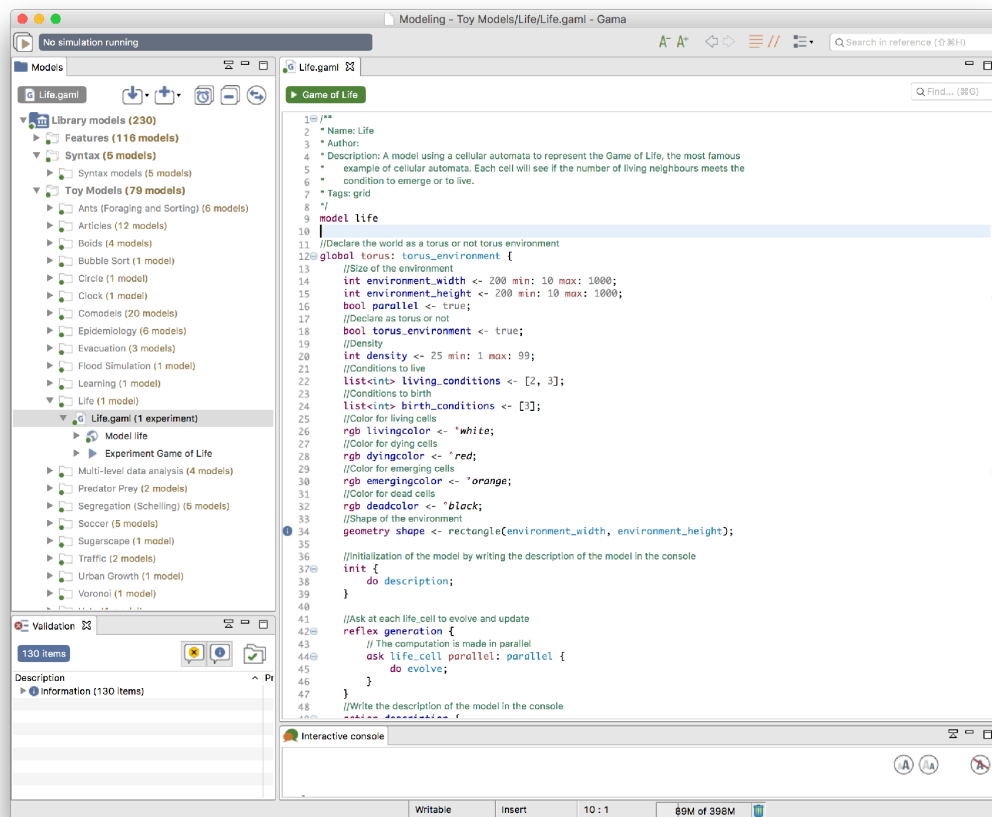 Modeling - Toy Models/Life/Life.gaml - Gama
No simulation running
A- A+
Search in reference (⇧⌘H)
Models
Life.gaml
Library models (230)
Features (116 models)
Syntax (5 models)
Syntax models (5 models)
Toy Models (79 models)
Ants (Foraging and Sorting) (6 models)
Articles (12 models)
Boids (4 models)
Bubble Sort (1 model)
Circle (1 model)
Clock (1 model)
Comodels (20 models)
Epidemiology (6 models)
Evacuation (3 models)
Flood Simulation (1 model)
Learning (1 model)
Life (1 model)
Life.gaml (1 experiment)
Model life
Experiment Game of Life
Multi-level data analysis (4 models)
Predator Prey (2 models)
Segregation (Schelling) (5 models)
Soccer (5 models)
Sugarscape (1 model)
Traffic (2 models)
Urban Growth (1 model)
Voronoi (1 model)
Validation
130 items
Description
Pr
Information (130 items)
Life.gaml
Game of Life
Find... (⌘G)
1 /**
2 * Name: Life
3 * Author:
4 * Description: A model using a cellular automata to represent the Game of Life, the most famous
5 * example of cellular automata. Each cell will see if the number of living neighbours meets the
6 * condition to emerge or to live.
7 * Tags: grid
8 */
9 model life
10
11 //Declare the world as a torus or not torus environment
12 global torus: torus_environment {
13 //Size of the environment
14 int environment_width <- 200 min: 10 max: 1000;
15 int environment_height <- 200 min: 10 max: 1000;
16 bool parallel <- true;
17 //Declare as torus or not
18 bool torus_environment <- true;
19 //Density
20 int density <- 25 min: 1 max: 99;
21 //Conditions to live
22 list<int> living_conditions <- [2, 3];
23 //Conditions to birth
24 list<int> birth_conditions <- [3];
25 //Color for living cells
26 rgb livingcolor <- °white;
27 //Color for dying cells
28 rgb dyingcolor <- °red;
29 //Color for emerging cells
30 rgb emergingcolor <- °orange;
31 //Color for dead cells
32 rgb deadcolor <- °black;
33 //Shape of the environment
34 geometry shape <- rectangle(environment_width, environment_height);
35
36 //Initialization of the model by writing the description of the model in the console
37 init {
38 do description;
39 }
40
41 //Ask at each life_cell to evolve and update
42 reflex generation {
43 // The computation is made in parallel
44 ask life_cell parallel: parallel {
45 do evolve;
46 }
47 }
48 //Write the description of the model in the console
action description {
Interactive console
Writable
Insert
10 : 1
89M of 398M